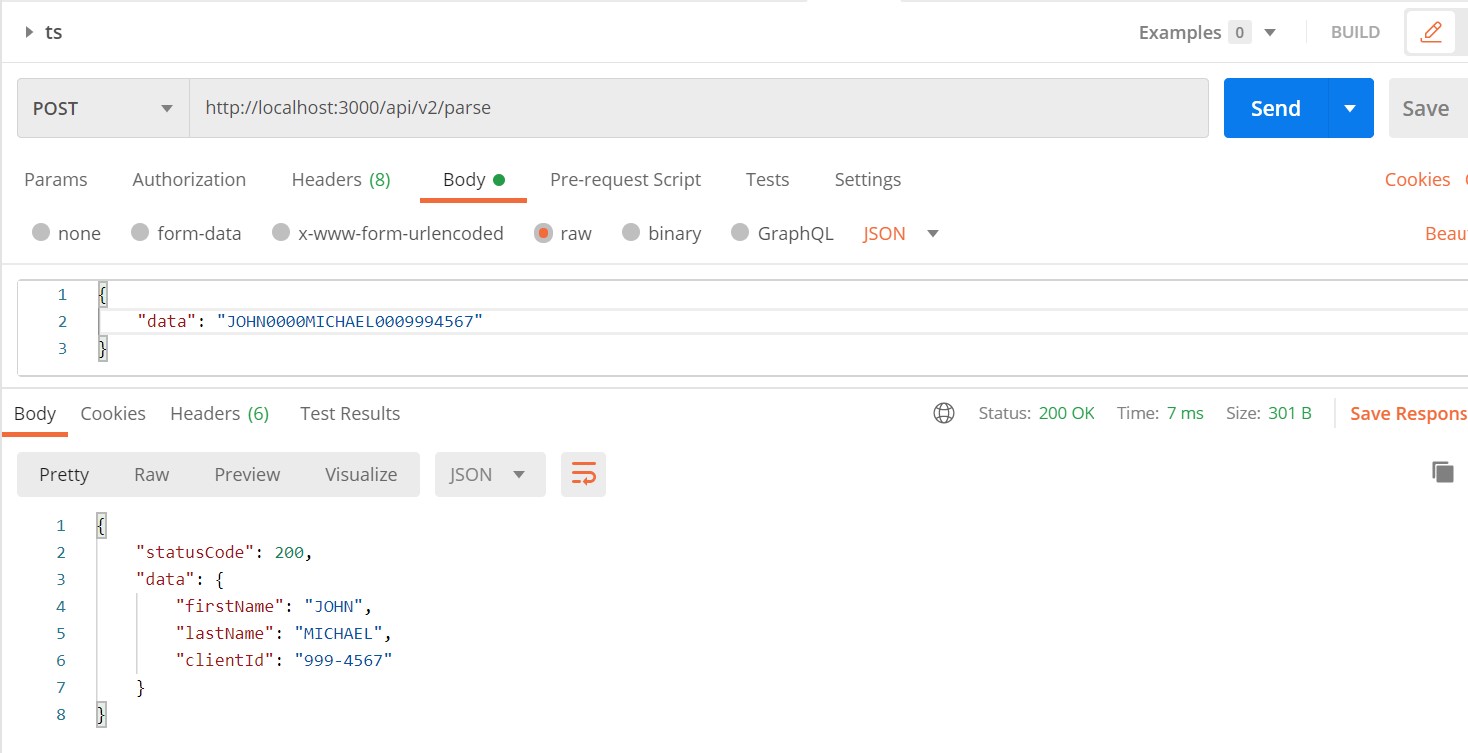 ts
Examples 0 BUILD
POST http://localhost:3000/api/v2/parse Send Save
Params Authorization Headers (8) Body Pre-request Script Tests Settings Cookies
none form-data x-www-form-urlencoded raw binary GraphQL JSON Beau
1 {
2 "data": "JOHN0000MICHAEL0009994567"
3 }
Body Cookies Headers (6) Test Results Status: 200 OK Time: 7 ms Size: 301 B Save Respons
Pretty Raw Preview Visualize JSON
1 {
2 "statusCode": 200,
3 "data": {
4 "firstName": "JOHN",
5 "lastName": "MICHAEL",
6 "clientId": "999-4567"
7 }
8 }